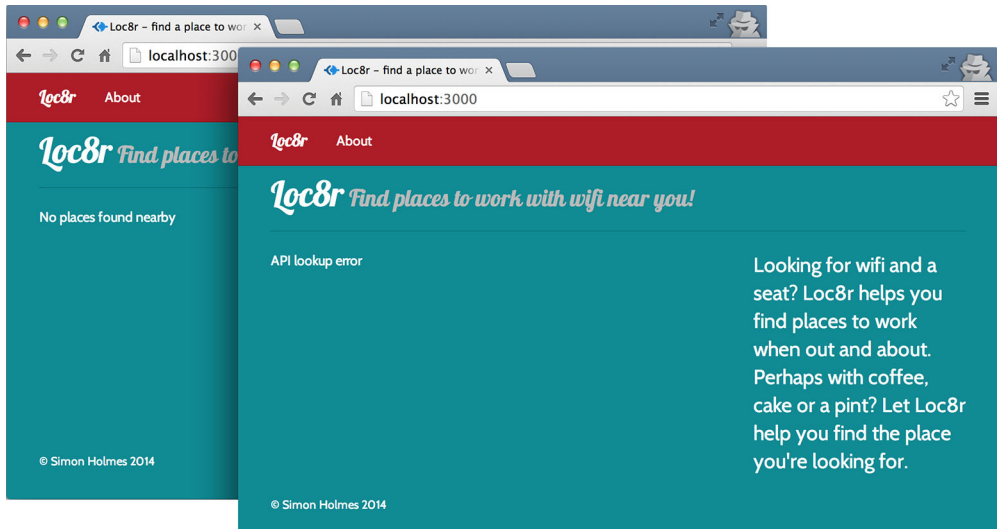 Loc8r – find a place to wor
localhost:300
Loc8r
About
Loc8r Find places to
No places found nearby
© Simon Holmes 2014
Loc8r – find a place to wor
localhost:3000
Loc8r
About
Loc8r Find places to work with wifi near you!
API lookup error
Looking for wifi and a
seat? Loc8r helps you
find places to work
when out and about.
Perhaps with coffee,
cake or a pint? Let Loc8r
help you find the place
you're looking for.
© Simon Holmes 2014